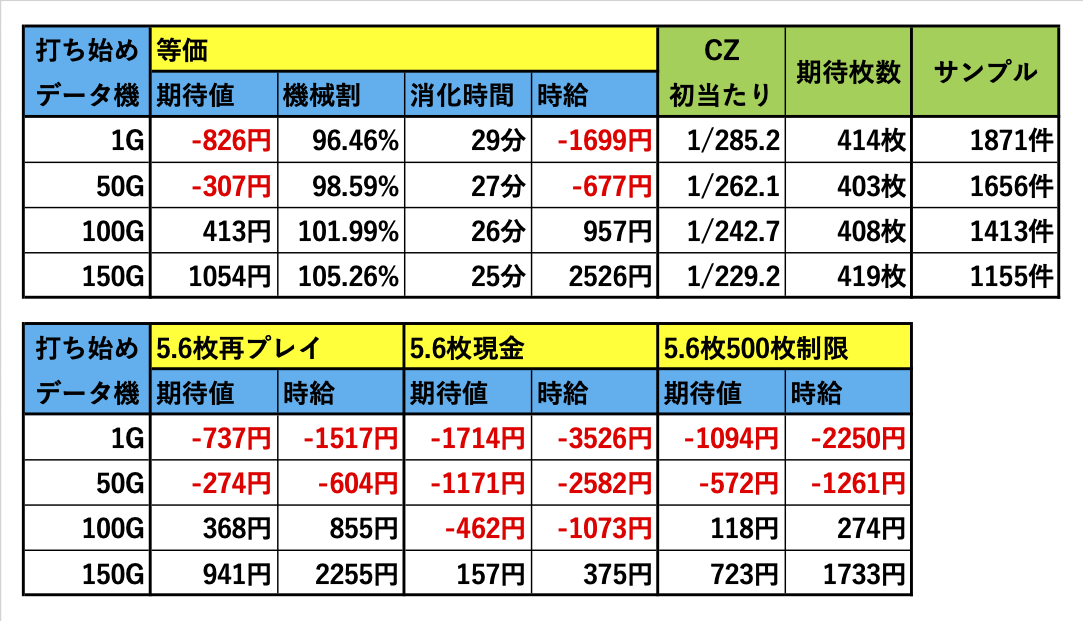 打ち始め 等価 CZ 期待枚数 サンプル
データ機 期待値 機械割 消化時間 時給 初当たり
1G -826円 96.46% 29分 -1699円 1/285.2 414枚 1871件
50G -307円 98.59% 27分 -677円 1/262.1 403枚 1656件
100G 413円 101.99% 26分 957円 1/242.7 408枚 1413件
150G 1054円 105.26% 25分 2526円 1/229.2 419枚 1155件
打ち始め 5.6枚再プレイ 5.6枚現金 5.6枚500枚制限
データ機 期待値 時給 期待値 時給 期待値 時給
1G -737円 -1517円 -1714円 -3526円 -1094円 -2250円
50G -274円 -604円 -1171円 -2582円 -572円 -1261円
100G 368円 855円 -462円 -1073円 118円 274円
150G 941円 2255円 157円 375円 723円 1733円